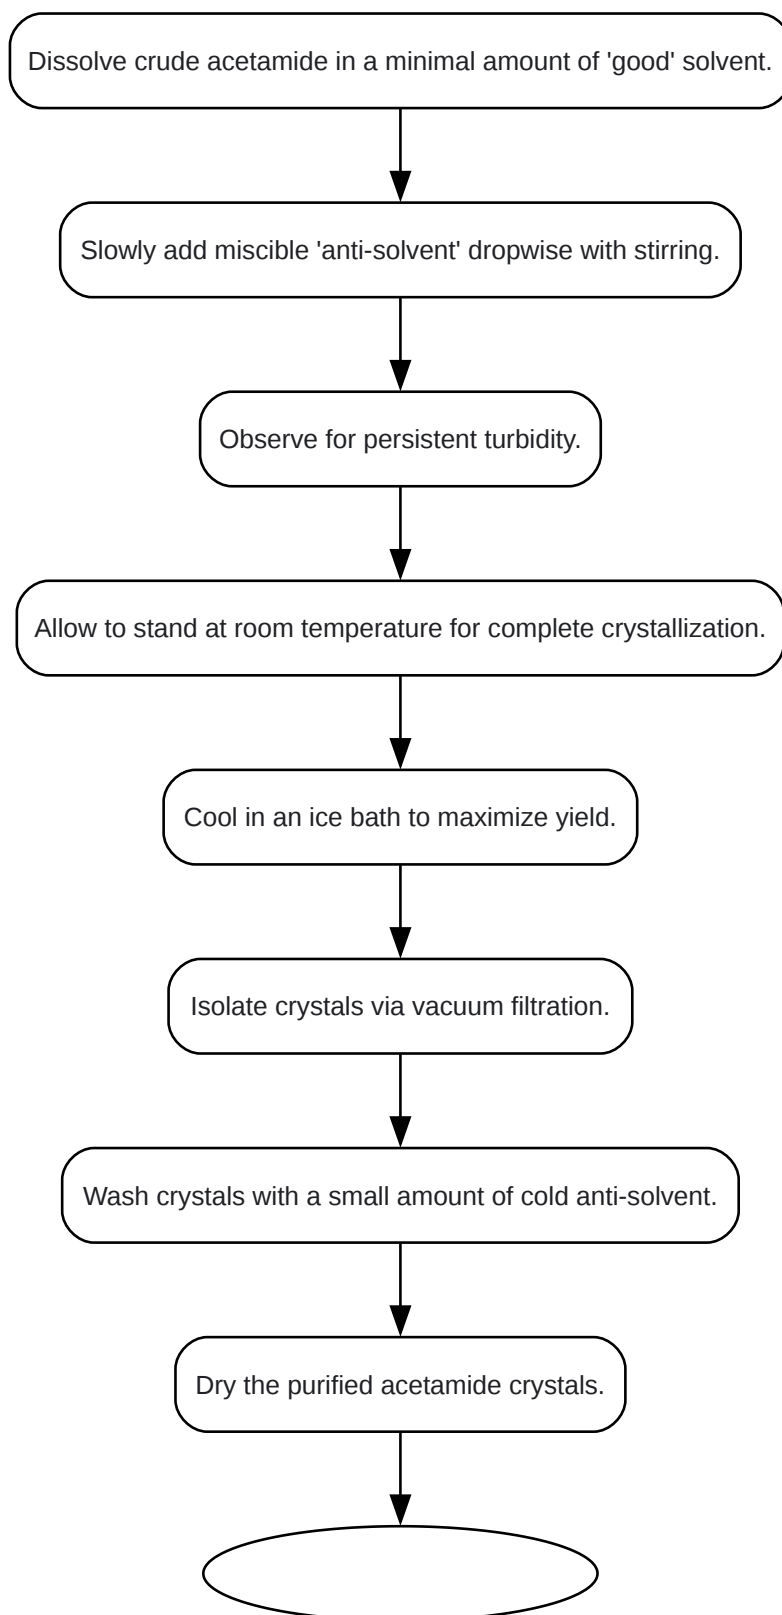 Dissolve crude acetamide in a minimal amount of 'good' solvent.
Slowly add miscible 'anti-solvent' dropwise with stirring.
Observe for persistent turbidity.
Allow to stand at room temperature for complete crystallization.
Cool in an ice bath to maximize yield.
Isolate crystals via vacuum filtration.
Wash crystals with a small amount of cold anti-solvent.
Dry the purified acetamide crystals.